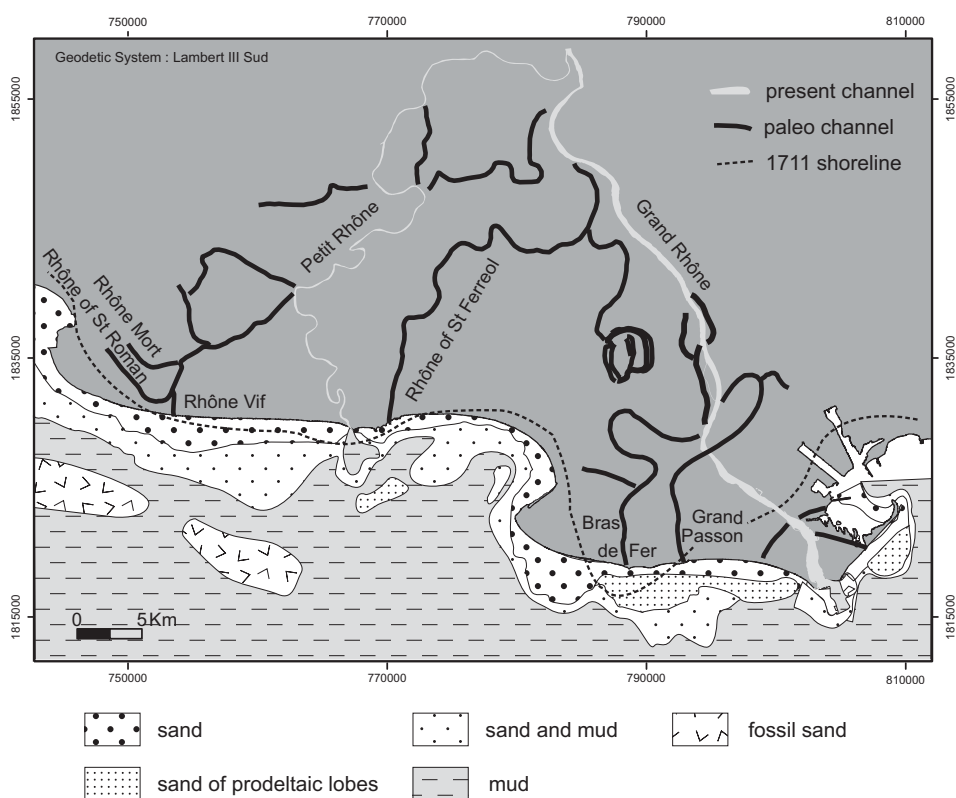 750000 770000 790000 810000
Geodetic System : Lambert III Sud
1855000
1855000
present channel
paleo channel
1711 shoreline
Petit Rhône
Grand Rhône
Rhône of St Roman
Rhône Mort
Rhône of St Ferreol
1835000
1835000
Rhône Vif
Bras
de Fer
Grand
Passon
1815000
1815000
0 5Km
750000 770000 790000 810000
sand
sand and mud
fossil sand
sand of prodeltaic lobes
mud